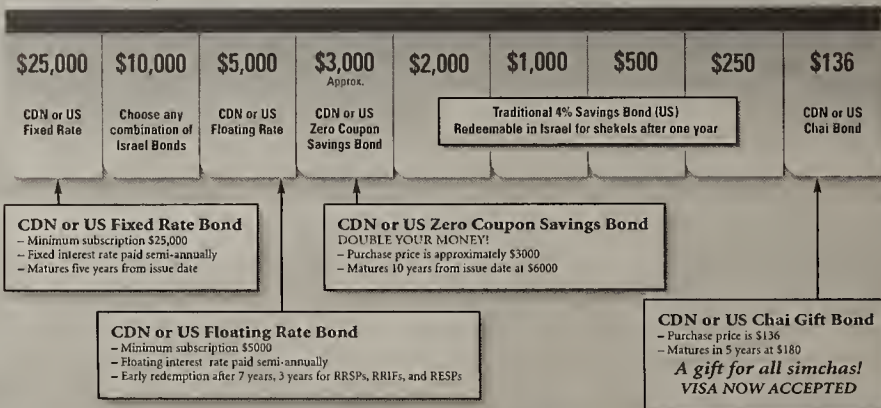 $25,000
CDN or US
Fixed Rate
$10,000
Choose any
combination of
Israel Bonds
$5,000
CDN or US
Floating Rate
$3,000
Approx.
CDN or US
Zero Coupon
Savings Bond
$2,000
$1,000
$500
$250
Traditional 4% Savings Bond (US)
Redeemable in Israel for shekels after one year
$136
CDN or US
Chai Bond
CDN or US Fixed Rate Bond
– Minimum subscription $25,000
– Fixed interest rate paid semi-annually
– Matures five years from issue date
CDN or US Zero Coupon Savings Bond
DOUBLE YOUR MONEY!
– Purchase price is approximately $3000
– Matures 10 years from issue date at $6000
CDN or US Floating Rate Bond
– Minimum subscription $5000
– Floating interest rate paid semi-annually
– Early redemption after 7 years, 3 years for RRSPs, RRIFs, and RESPs
CDN or US Chai Gift Bond
– Purchase price is $136
– Matures in 5 years at $180
A gift for all simchas!
VISA NOW ACCEPTED